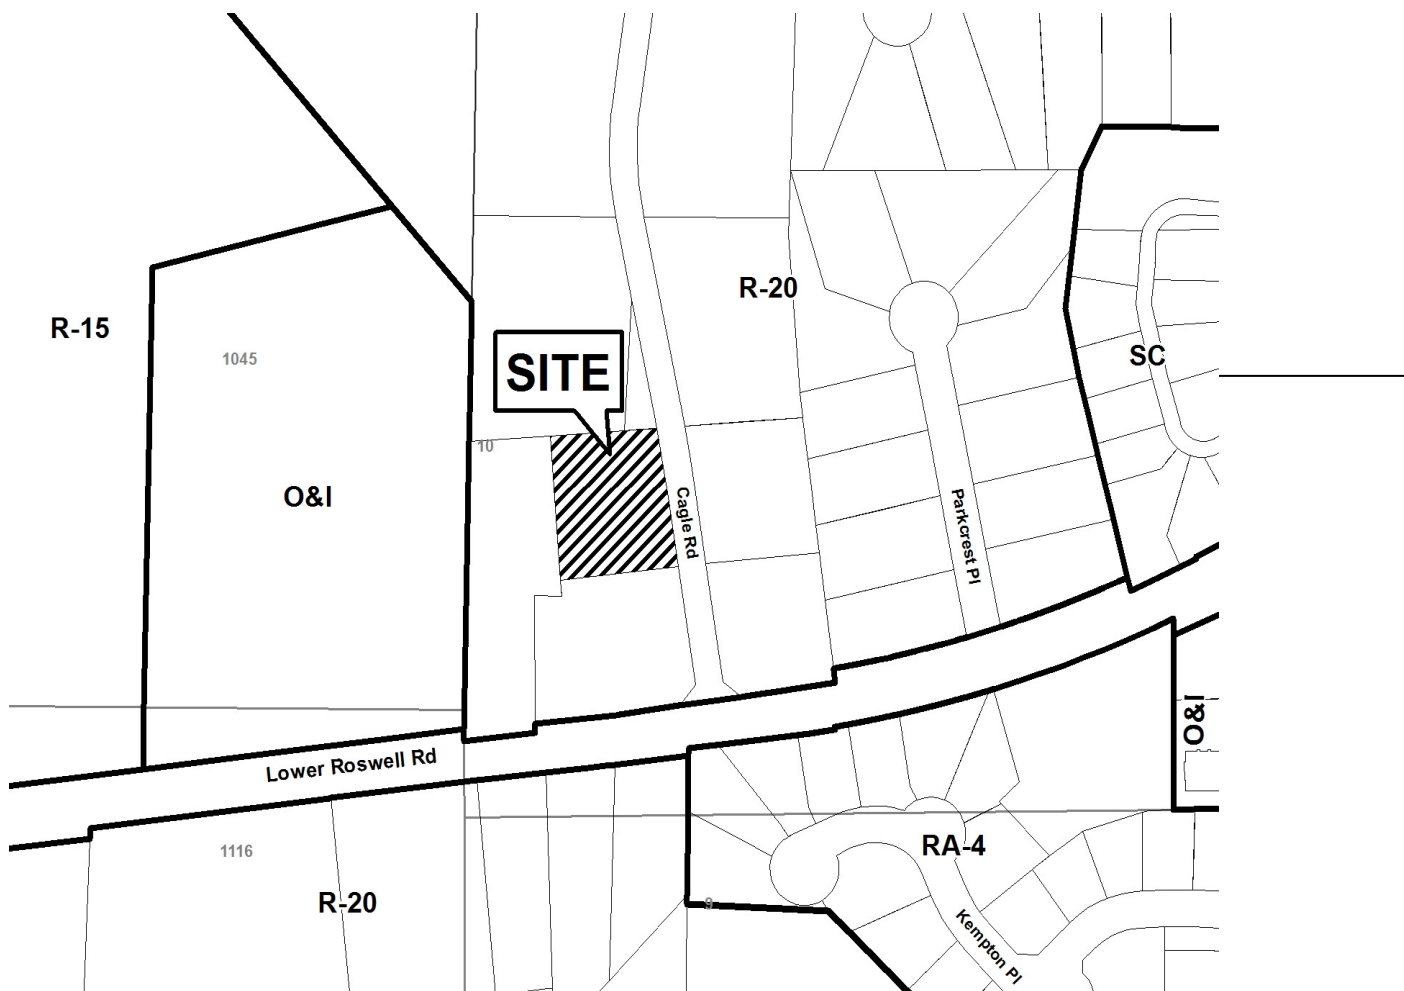 R-20
R-15
SC
1045
SITE
10
O&I
Cagle Rd
Parkcrest Pl
O&I
Lower Roswell Rd
1116
RA-4
R-20
9
Kempton Pl